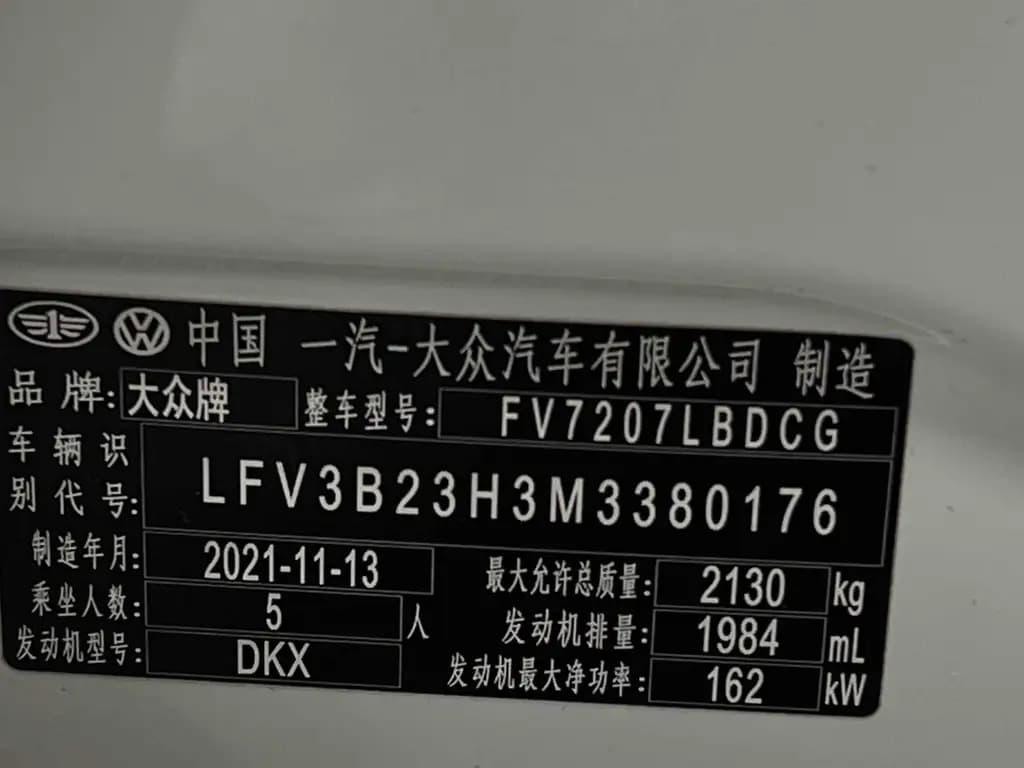 中国 一汽-大众汽车有限公司 制造
品牌: 大众牌 整车型号: FV7207LBDCG
车辆识别代号: LFV3B23H3M3380176
制造年月: 2021-11-13 最大允许总质量: 2130 kg
乘坐人数: 5 人 发动机排量: 1984 mL
发动机型号: DKX 发动机最大净功率: 162 kW